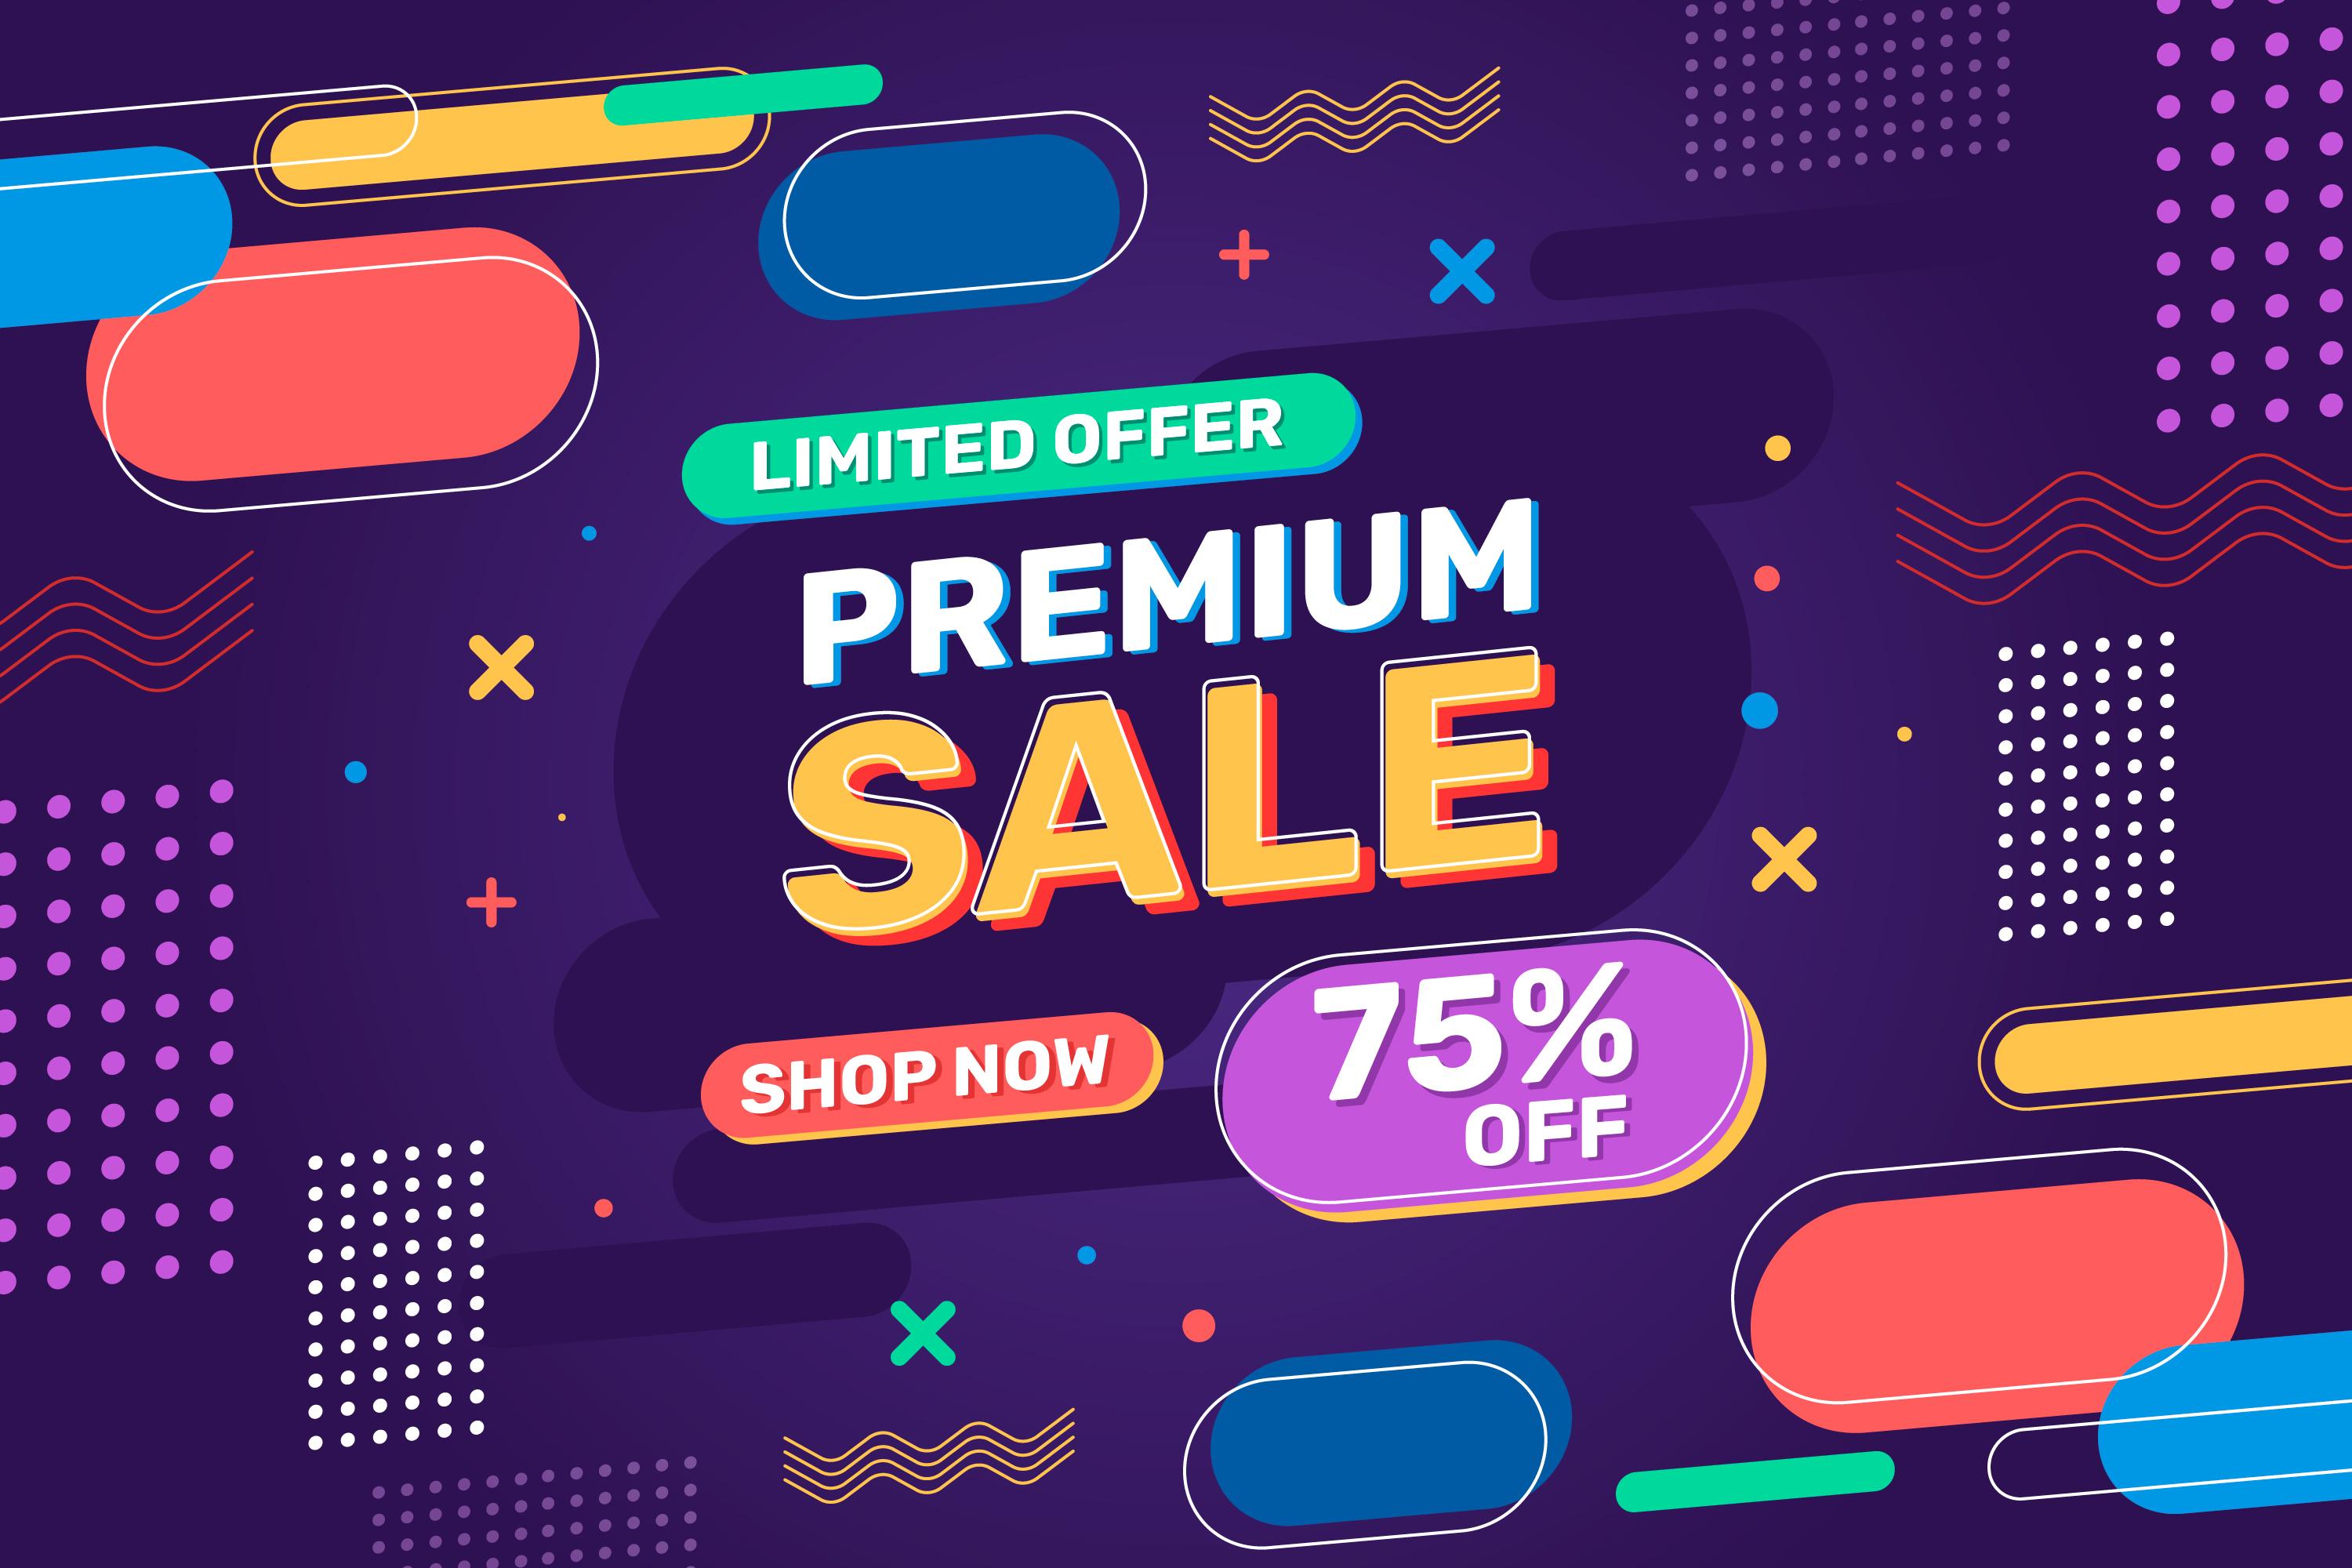 LIMITED OFFER
PREMIUM
SALE
SHOP NOW
75%
OFF